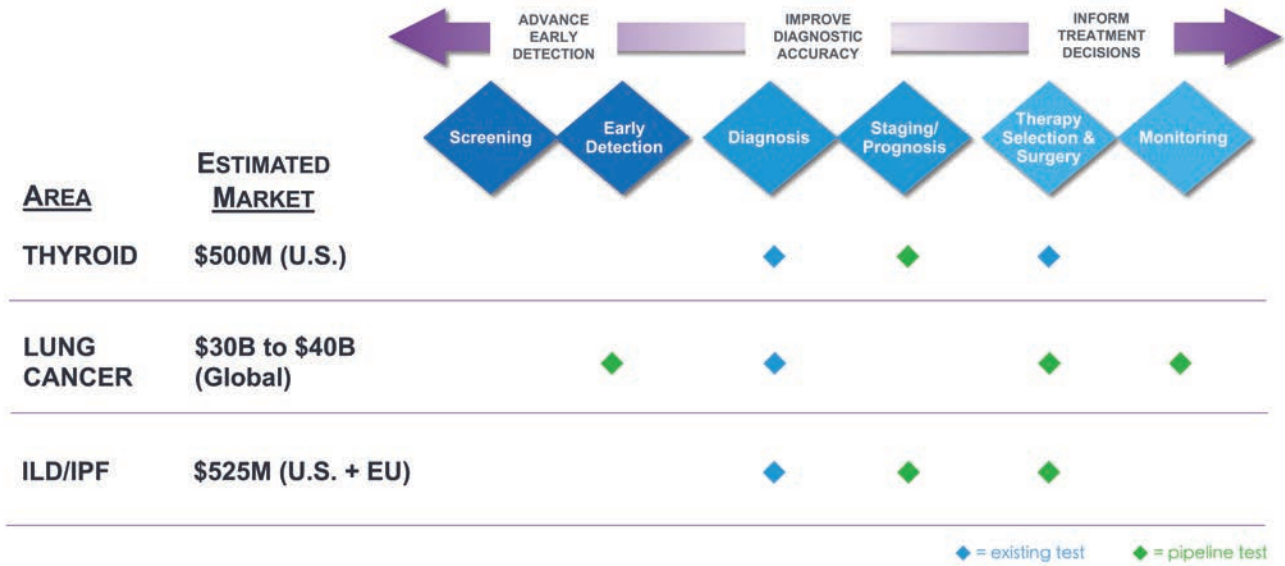 ADVANCE
EARLY
DETECTION
IMPROVE
DIAGNOSTIC
ACCURACY
INFORM
TREATMENT
DECISIONS
Screening
Early
Detection
Diagnosis
Staging/
Prognosis
Therapy
Selection &
Surgery
Monitoring
AREA
ESTIMATED
MARKET
THYROID
$500M (U.S.)
LUNG
CANCER
$30B to $40B
(Global)
ILD/IPF
$525M (U.S. + EU)
= existing test
= pipeline test